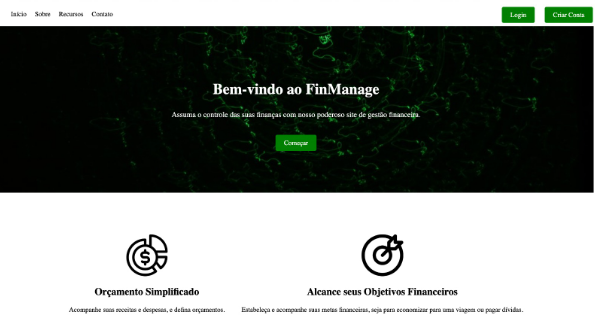 Início Sobre Recursos Contato Login Criar Conta
Bem-vindo ao FinManage
Assuma o controle das suas finanças com nosso poderoso site de gestão financeira.
Começar
Orçamento Simplificado
Acompanhe suas receitas e despesas, e defina orçamentos.
Alcance seus Objetivos Financeiros
Estabeleça e acompanhe suas metas financeiras, seja para economizar para uma viagem ou pagar dívidas.